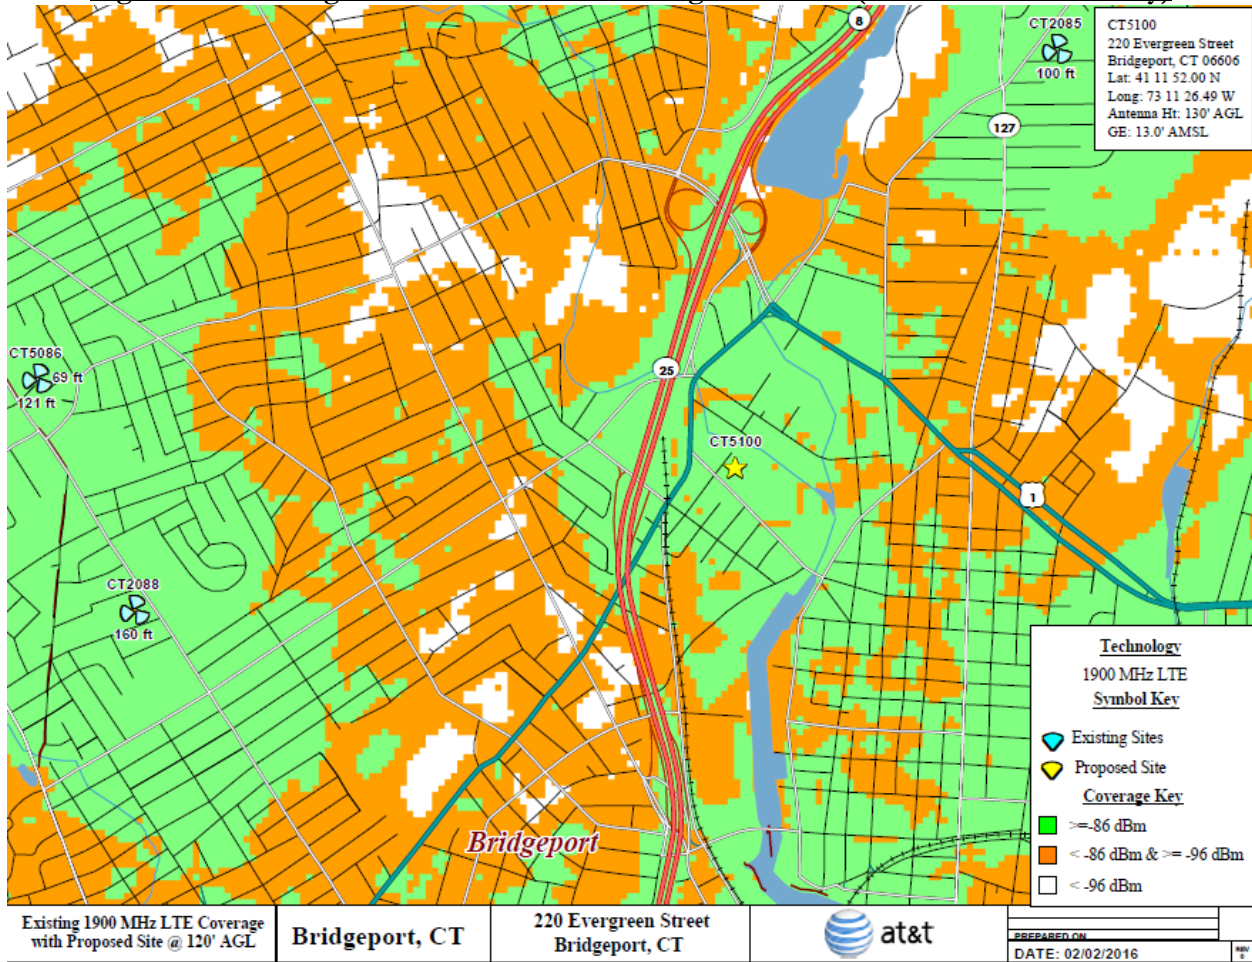 CT2085
100 ft
CT5100
220 Evergreen Street
Bridgeport, CT 06606
Lat: 41 11 52.00 N
Long: 73 11 26.49 W
Antenna Ht: 130' AGL
GE: 13.0' AMSL
8
127
CT5086
69 ft
121 ft
25
CT5100
1
CT2088
160 ft
Bridgeport
Technology
1900 MHz LTE
Symbol Key
Existing Sites
Proposed Site
Coverage Key
>=-86 dBm
< -86 dBm & >= -96 dBm
< -96 dBm
Existing 1900 MHz LTE Coverage
with Proposed Site @ 120' AGL
Bridgeport, CT
220 Evergreen Street
Bridgeport, CT
at&t
PREPARED ON
DATE: 02/02/2016
REV
0